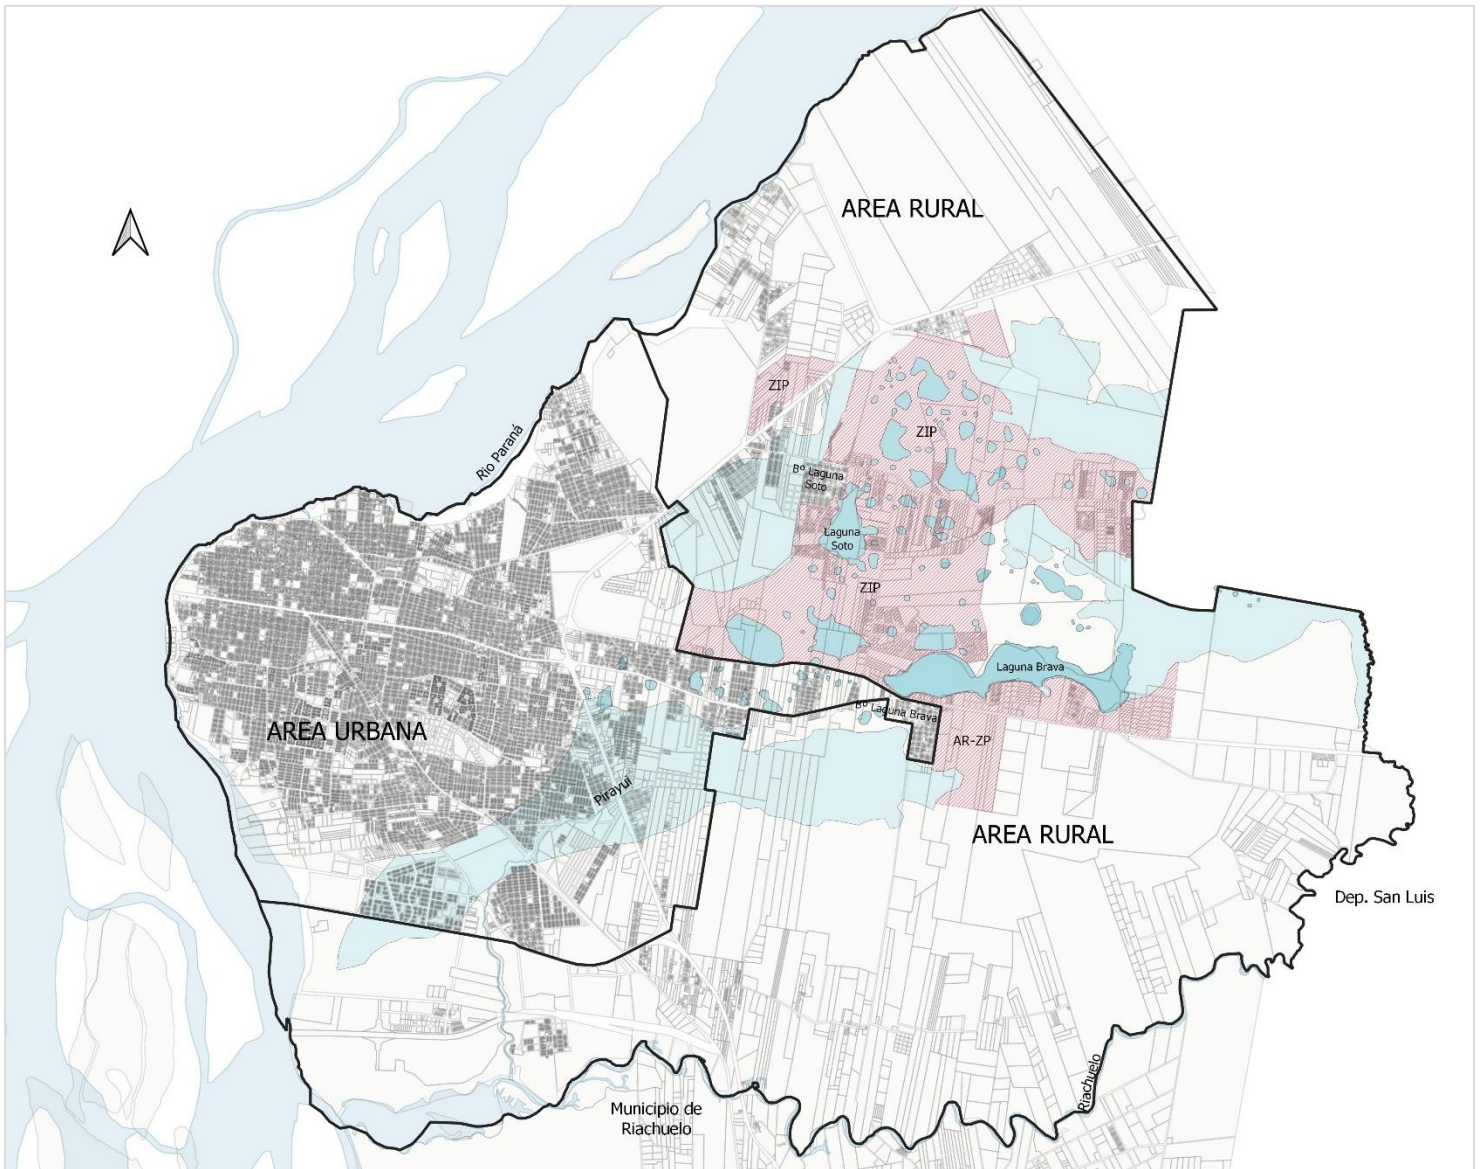 AREA RURAL
ZIP
Rio Paraná
ZIP
Bº Laguna
Soto
Laguna
Soto
ZIP
Laguna Brava
Bº Laguna Brava
AREA URBANA
AR-ZP
Pirayui
AREA RURAL
Dep. San Luis
Riachuelo
Municipio de
Riachuelo